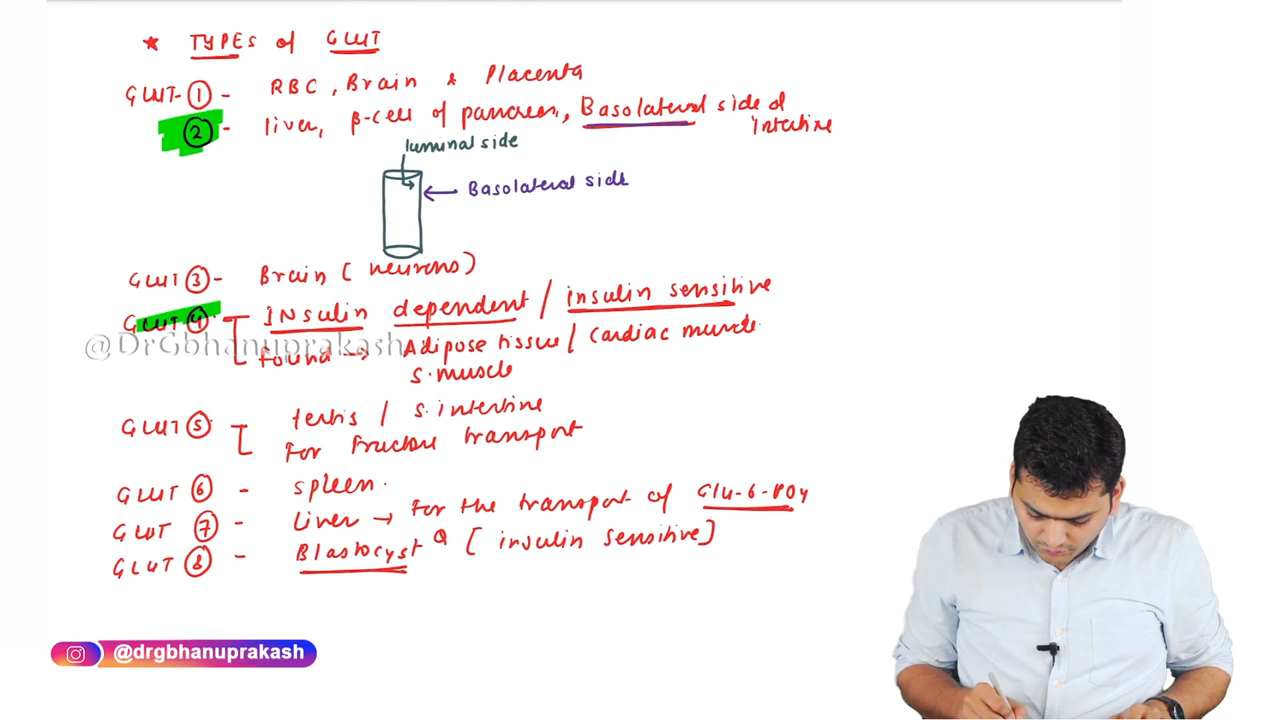 * TYPES of GLUT
GLUT-① - RBC, Brain & Placenta
② - liver, β-cell of pancreas, Basolateral side of
intestine
luminal side
Basolateral side
GLUT ③ - Brain (neurons)
GLUT ④ INSulin dependent / insulin sensitive
Found → Adipose tissue / cardiac muscle
S. muscle
@DrGbhanuprakash
GLUT ⑤ testis / s. intestine
For fructose transport
GLUT ⑥ - spleen.
GLUT ⑦ - Liver → For the transport of Glu-6-PO4
GLUT ⑧ - Blastocyst Q [insulin sensitive]
@drgbhanuprakash